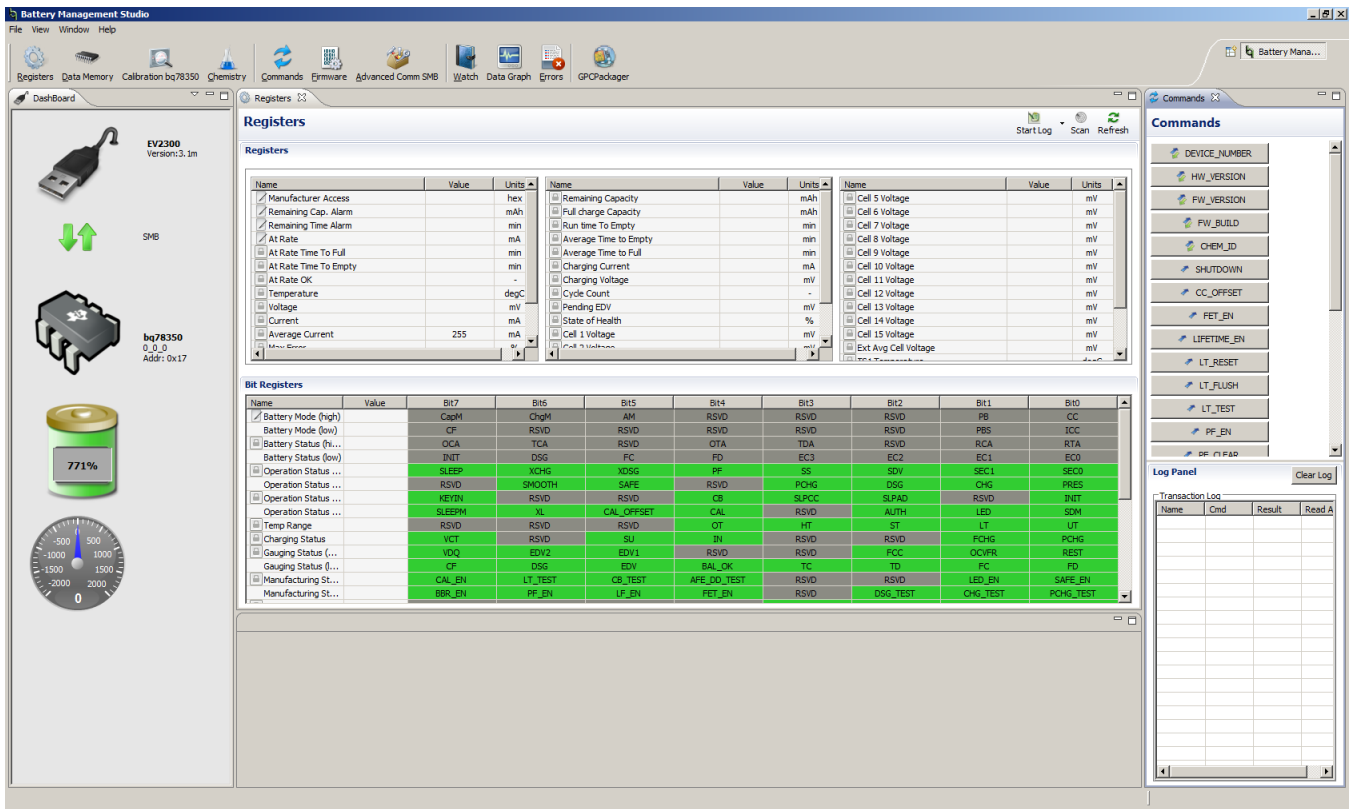 Battery Management Studio
File View Window Help
Registers Data Memory Calibration bq78350 Chemistry Commands Firmware Advanced Comm SMB Watch Data Graph Errors GPCPackager
Battery Mana...
DashBoard
EV2300
Version:3.1m
SMB
bq78350
0_0_0
Addr: 0x17
771%
-500 500
-1000 1000
-1500 1500
-2000 2000
0
Registers
Registers
Start Log Scan Refresh
Registers
Name Value Units
Manufacturer Access hex
Remaining Cap. Alarm mAh
Remaining Time Alarm min
At Rate mA
At Rate Time To Full min
At Rate Time To Empty min
At Rate OK -
Temperature degC
Voltage mV
Current mA
Average Current 255 mA
Max Error %
Name Value Units
Remaining Capacity mAh
Full charge Capacity mAh
Run time To Empty min
Average Time to Empty min
Average Time to Full min
Charging Current mA
Charging Voltage mV
Cycle Count -
Pending EDV mV
State of Health %
Cell 1 Voltage mV
Cell 2 Voltage mV
Name Value Units
Cell 5 Voltage mV
Cell 6 Voltage mV
Cell 7 Voltage mV
Cell 8 Voltage mV
Cell 9 Voltage mV
Cell 10 Voltage mV
Cell 11 Voltage mV
Cell 12 Voltage mV
Cell 13 Voltage mV
Cell 14 Voltage mV
Cell 15 Voltage mV
Ext Avg Cell Voltage mV
TS1 Temperature degC
Bit Registers
Name Value Bit7 Bit6 Bit5 Bit4 Bit3 Bit2 Bit1 Bit0
Battery Mode (high) CapM ChgM AM RSVD RSVD RSVD PB CC
Battery Mode (low) CF RSVD RSVD RSVD RSVD RSVD PBS ICC
Battery Status (hi... OCA TCA RSVD OTA TDA RSVD RCA RTA
Battery Status (low) INIT DSG FC FD EC3 EC2 EC1 EC0
Operation Status ... SLEEP XCHG XDSG PF SS SDV SEC1 SEC0
Operation Status ... RSVD SMOOTH SAFE RSVD PCHG DSG CHG PRES
Operation Status ... KEYIN RSVD RSVD CB SLPCC SLPAD RSVD INIT
Operation Status ... SLEEPM XL CAL_OFFSET CAL RSVD AUTH LED SDM
Temp Range RSVD RSVD RSVD OT HT ST LT UT
Charging Status VCT RSVD SU IN RSVD RSVD FCHG PCHG
Gauging Status (... VDQ EDV2 EDV1 RSVD RSVD FCC OCVFR REST
Gauging Status (l... CF DSG EDV BAL_OK TC TD FC FD
Manufacturing St... CAL_EN LT_TEST CB_TEST AFE_DD_TEST RSVD RSVD LED_EN SAFE_EN
Manufacturing St... BBR_EN PF_EN LF_EN FET_EN RSVD DSG_TEST CHG_TEST PCHG_TEST
Commands
Commands
DEVICE_NUMBER
HW_VERSION
FW_VERSION
FW_BUILD
CHEM_ID
SHUTDOWN
CC_OFFSET
FET_EN
LIFETIME_EN
LT_RESET
LT_FLUSH
LT_TEST
PF_EN
PF_CLEAR
Log Panel
Clear Log
Transaction Log
Name Cmd Result Read A